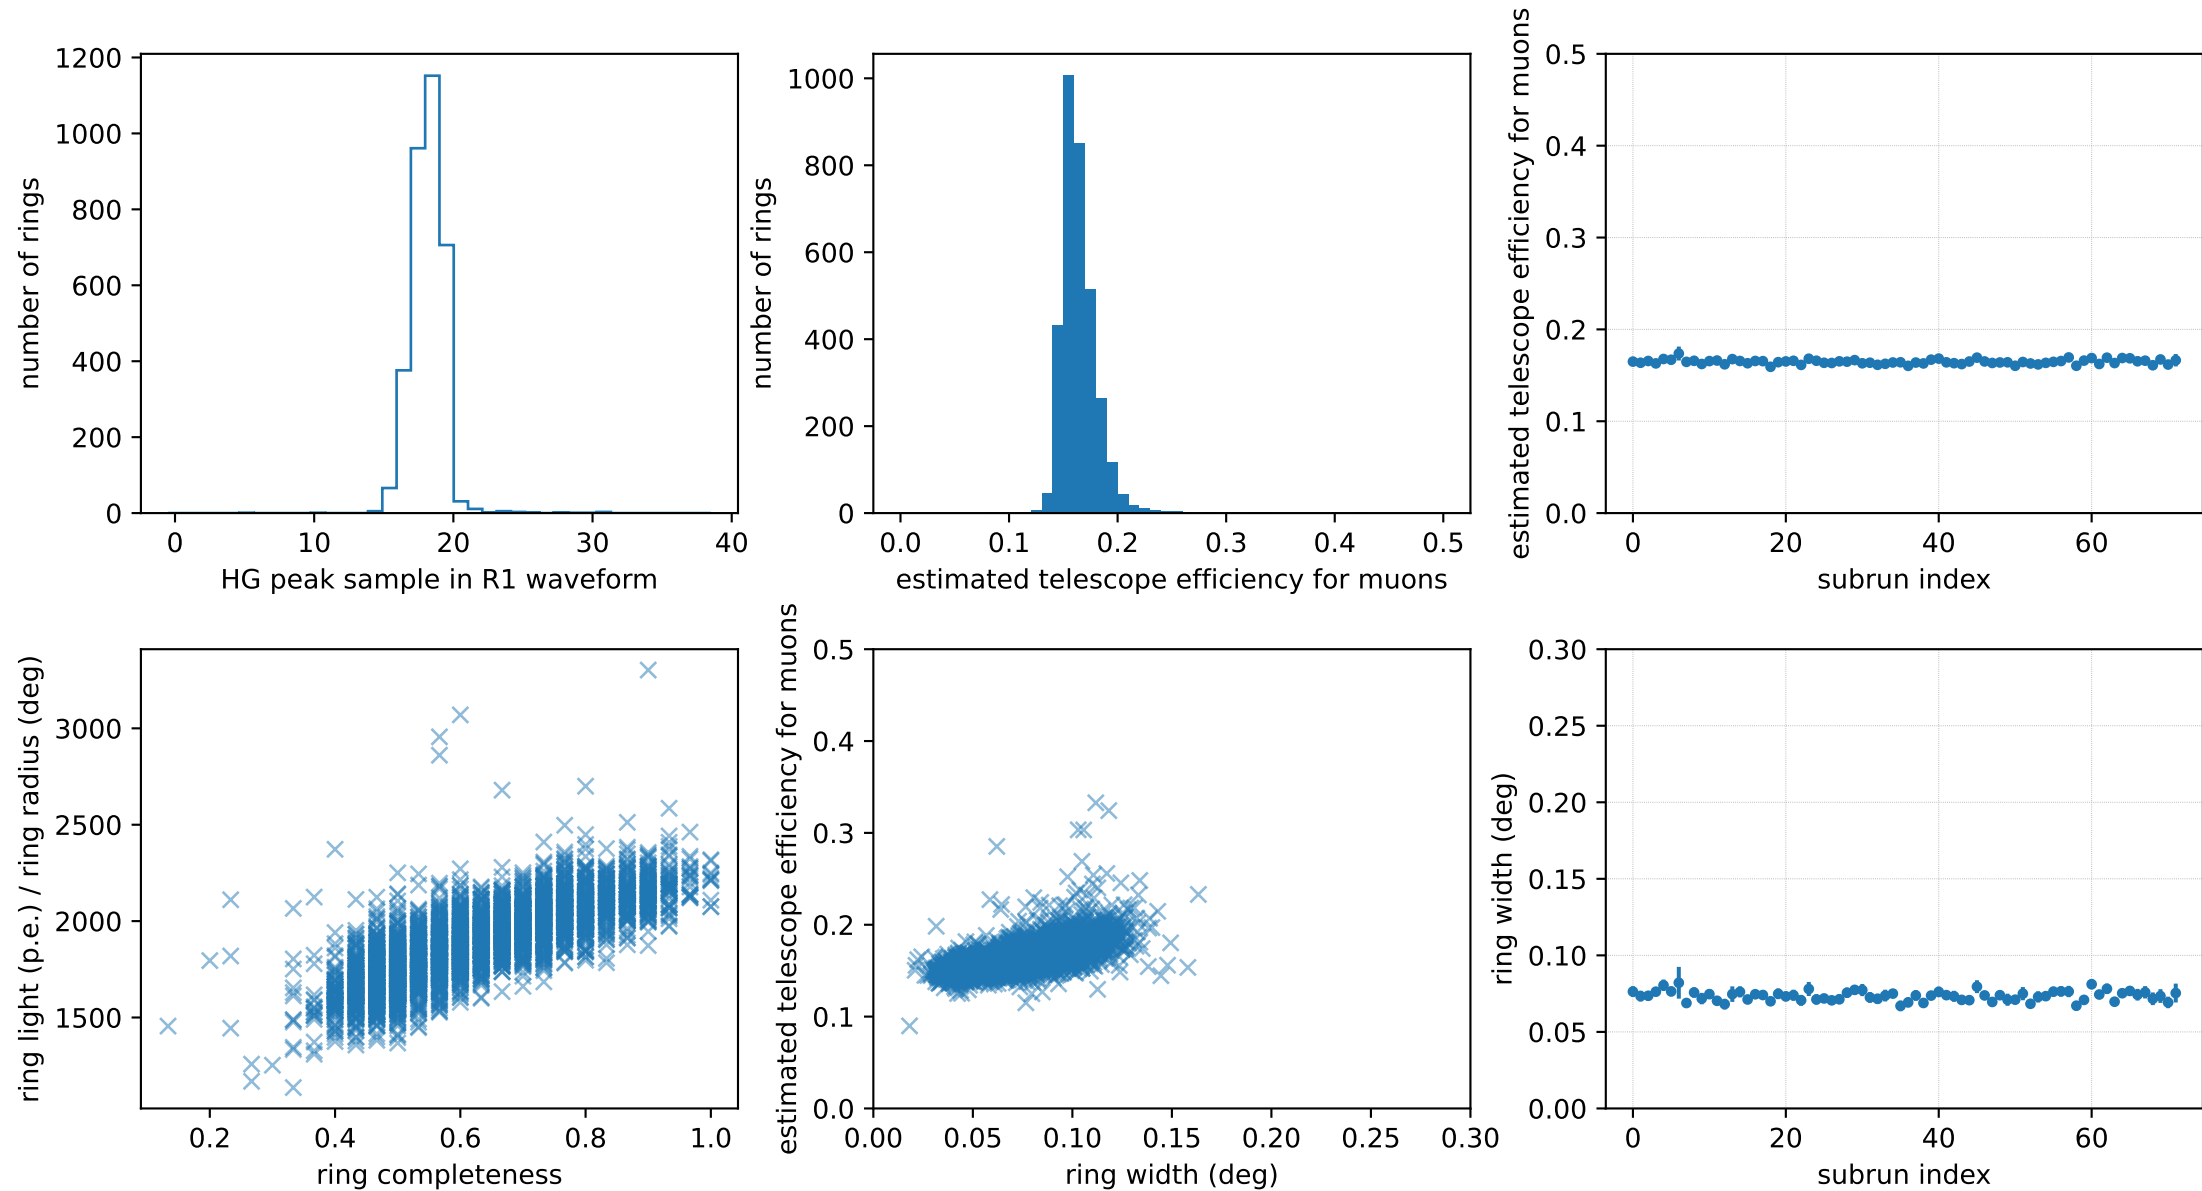 number of rings
1200
1000
800
600
400
200
0
0 10 20 30 40
HG peak sample in R1 waveform
number of rings
1000
800
600
400
200
0
0.0 0.1 0.2 0.3 0.4 0.5
estimated telescope efficiency for muons
estimated telescope efficiency for muons
0.5
0.4
0.3
0.2
0.1
0.0
0 20 40 60
subrun index
ring light (p.e.) / ring radius (deg)
3000
2500
2000
1500
0.2 0.4 0.6 0.8 1.0
ring completeness
estimated telescope efficiency for muons
0.5
0.4
0.3
0.2
0.1
0.0
0.00 0.05 0.10 0.15 0.20 0.25 0.30
ring width (deg)
ring width (deg)
0.30
0.25
0.20
0.15
0.10
0.05
0.00
0 20 40 60
subrun index